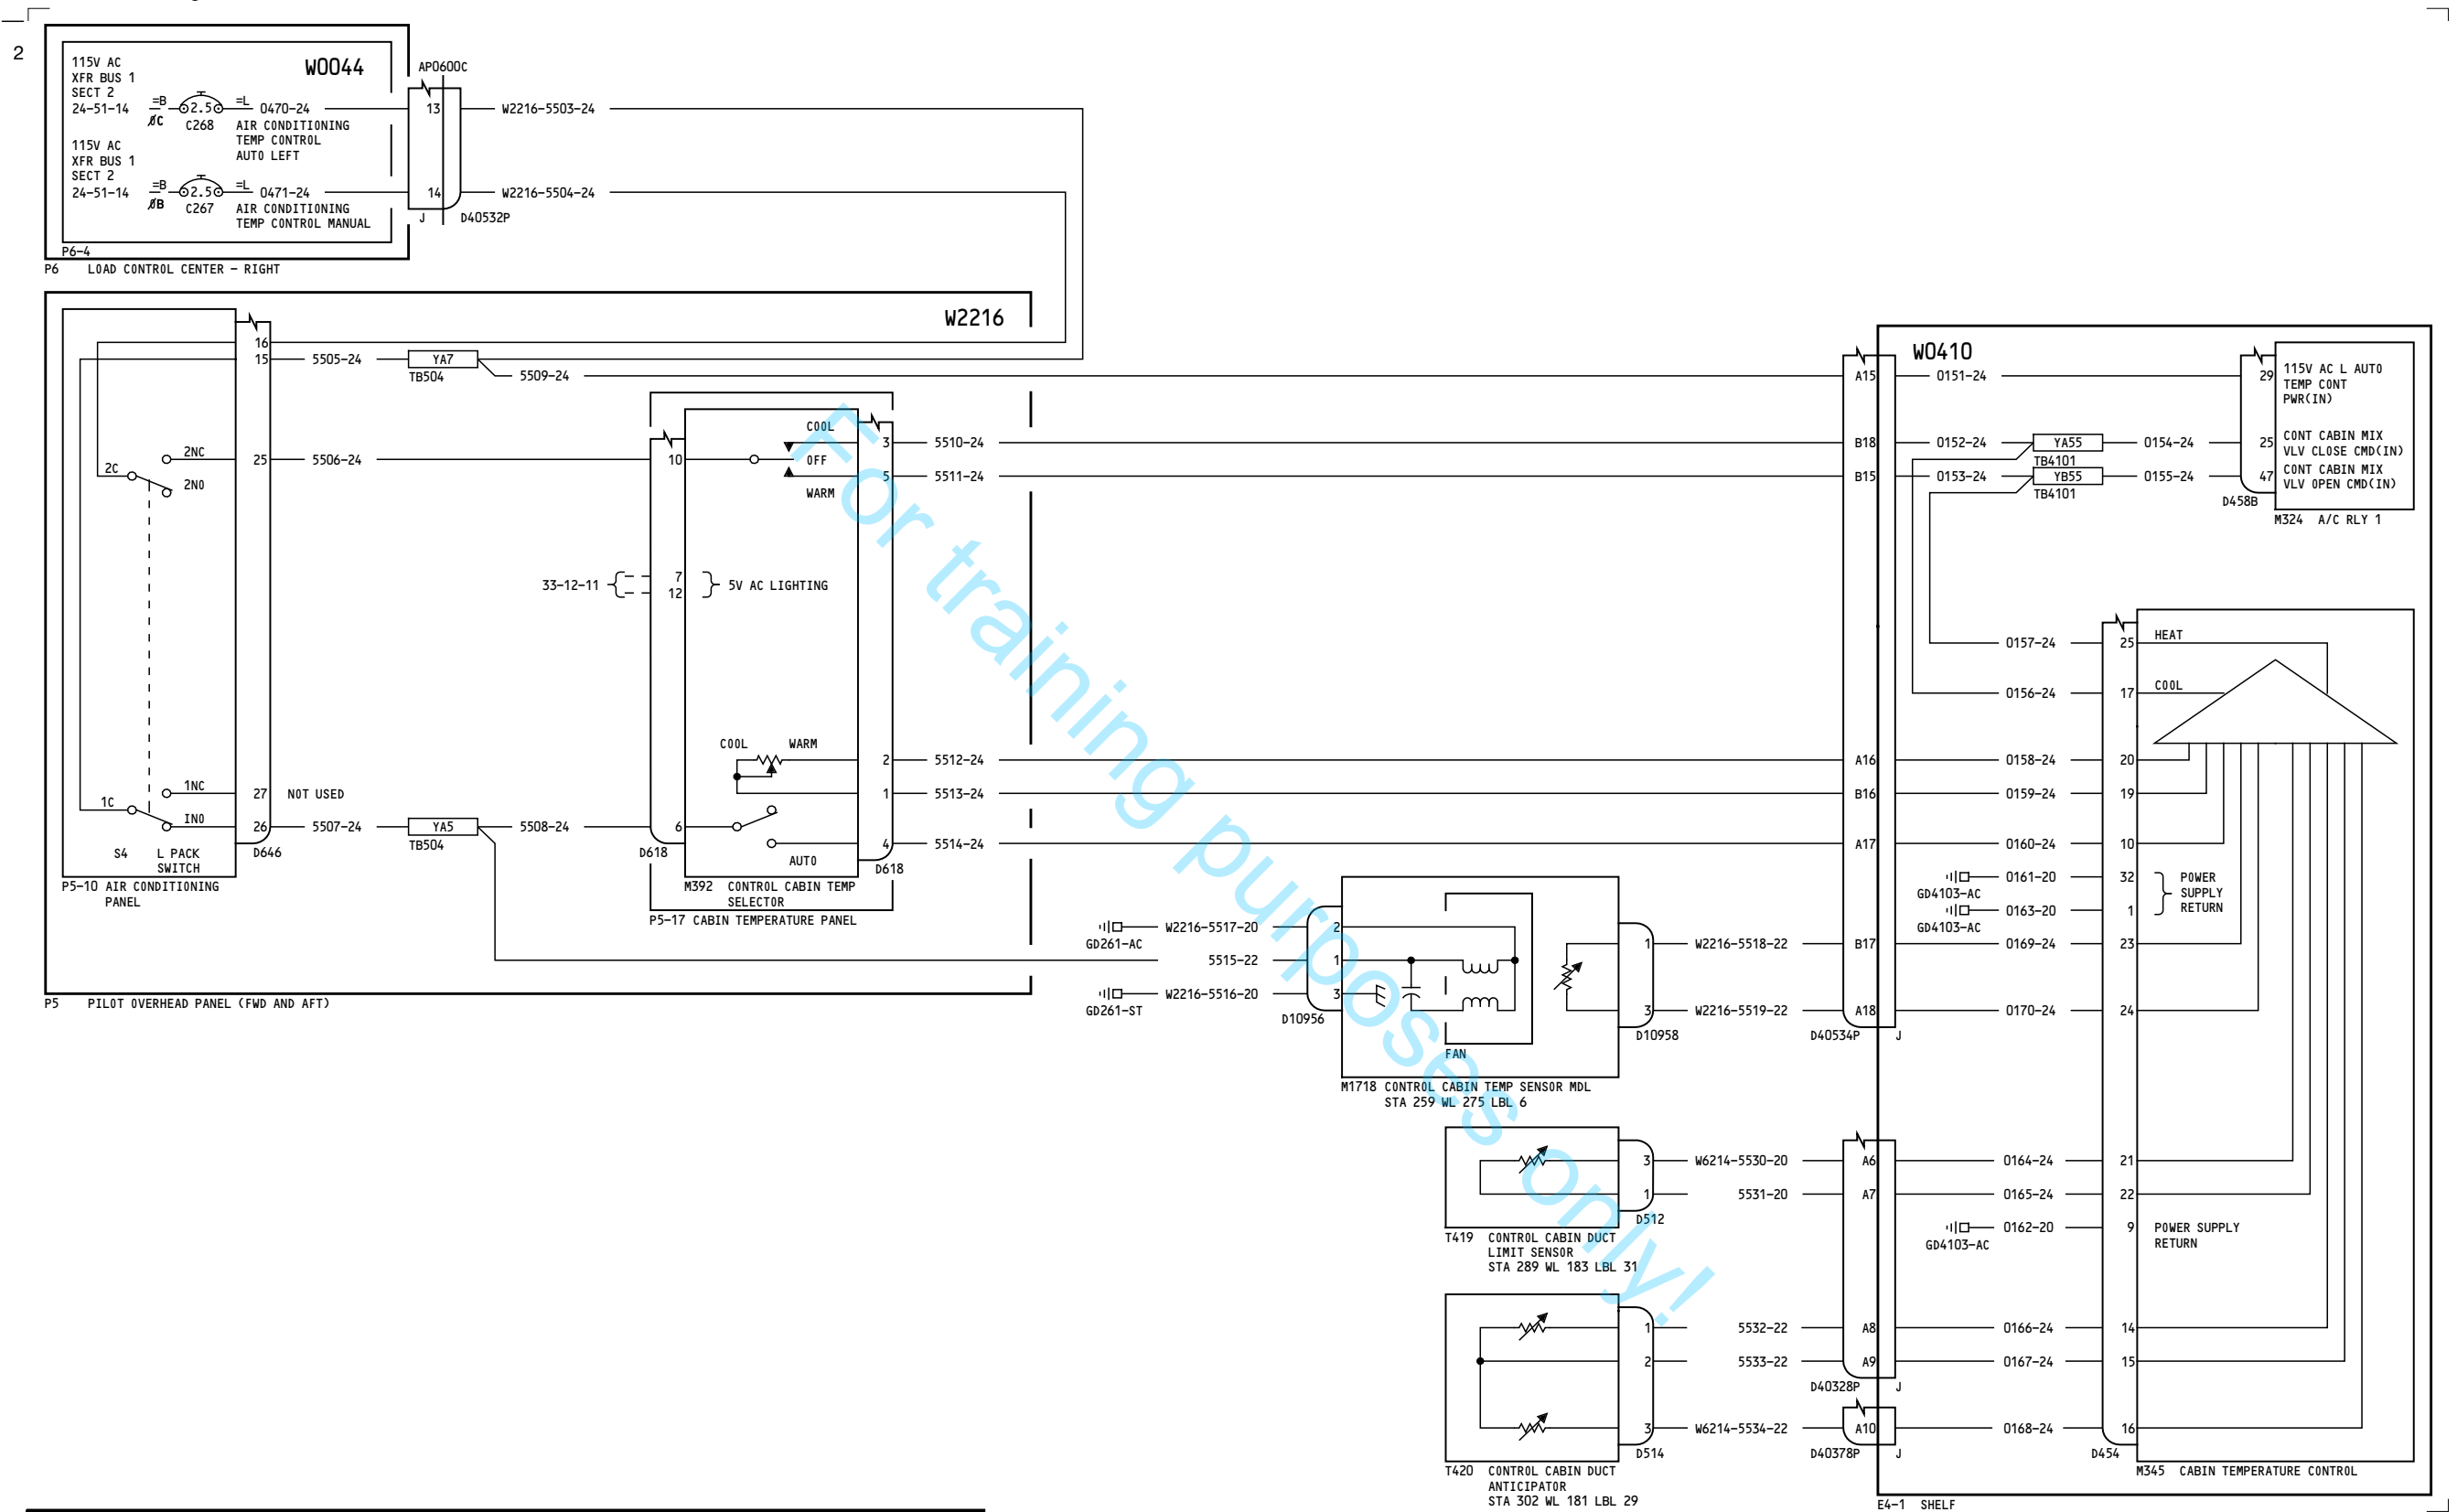 2
115V AC
XFR BUS 1
SECT 2
24-51-14
=B
ØC
2.5
C268
=L
0470-24
AIR CONDITIONING
TEMP CONTROL
AUTO LEFT
W0044
115V AC
XFR BUS 1
SECT 2
24-51-14
=B
ØB
2.5
C267
=L
0471-24
AIR CONDITIONING
TEMP CONTROL MANUAL
P6-4
P6 LOAD CONTROL CENTER - RIGHT
AP0600C
13
14
J
D40532P
W2216-5503-24
W2216-5504-24
W2216
16
15
5505-24
YA7
TB504
5509-24
2C
2NC
2NO
25
5506-24
1C
1NC
INO
27 NOT USED
26
5507-24
YA5
TB504
5508-24
S4 L PACK
SWITCH
D646
P5-10 AIR CONDITIONING
PANEL
P5 PILOT OVERHEAD PANEL (FWD AND AFT)
10
33-12-11
7
12
5V AC LIGHTING
6
D618
COOL
OFF
WARM
3
5
COOL WARM
2
1
4
AUTO
D618
M392 CONTROL CABIN TEMP
SELECTOR
P5-17 CABIN TEMPERATURE PANEL
5510-24
5511-24
5512-24
5513-24
5514-24
GD261-AC
W2216-5517-20
5515-22
GD261-ST
W2216-5516-20
2
1
3
D10956
FAN
1
3
D10958
M1718 CONTROL CABIN TEMP SENSOR MDL
STA 259 WL 275 LBL 6
W2216-5518-22
W2216-5519-22
3
1
D512
T419 CONTROL CABIN DUCT
LIMIT SENSOR
STA 289 WL 183 LBL 31
W6214-5530-20
5531-20
1
2
3
D514
T420 CONTROL CABIN DUCT
ANTICIPATOR
STA 302 WL 181 LBL 29
5532-22
5533-22
W6214-5534-22
A15
B18
B15
A16
B16
A17
B17
A18
D40534P
J
A6
A7
A8
A9
D40328P
J
A10
D40378P
J
W0410
0151-24
0152-24
YA55
TB4101
0154-24
0153-24
YB55
TB4101
0155-24
29
25
47
D458B
115V AC L AUTO
TEMP CONT
PWR(IN)
CONT CABIN MIX
VLV CLOSE CMD(IN)
CONT CABIN MIX
VLV OPEN CMD(IN)
M324 A/C RLY 1
0157-24
25
HEAT
0156-24
17
COOL
0158-24
20
0159-24
19
0160-24
10
GD4103-AC
0161-20
32
GD4103-AC
0163-20
1
POWER
SUPPLY
RETURN
0169-24
23
0170-24
24
0164-24
21
0165-24
22
GD4103-AC
0162-20
9
POWER SUPPLY
RETURN
0166-24
14
0167-24
15
0168-24
16
D454
M345 CABIN TEMPERATURE CONTROL
E4-1 SHELF
For training purposes only!